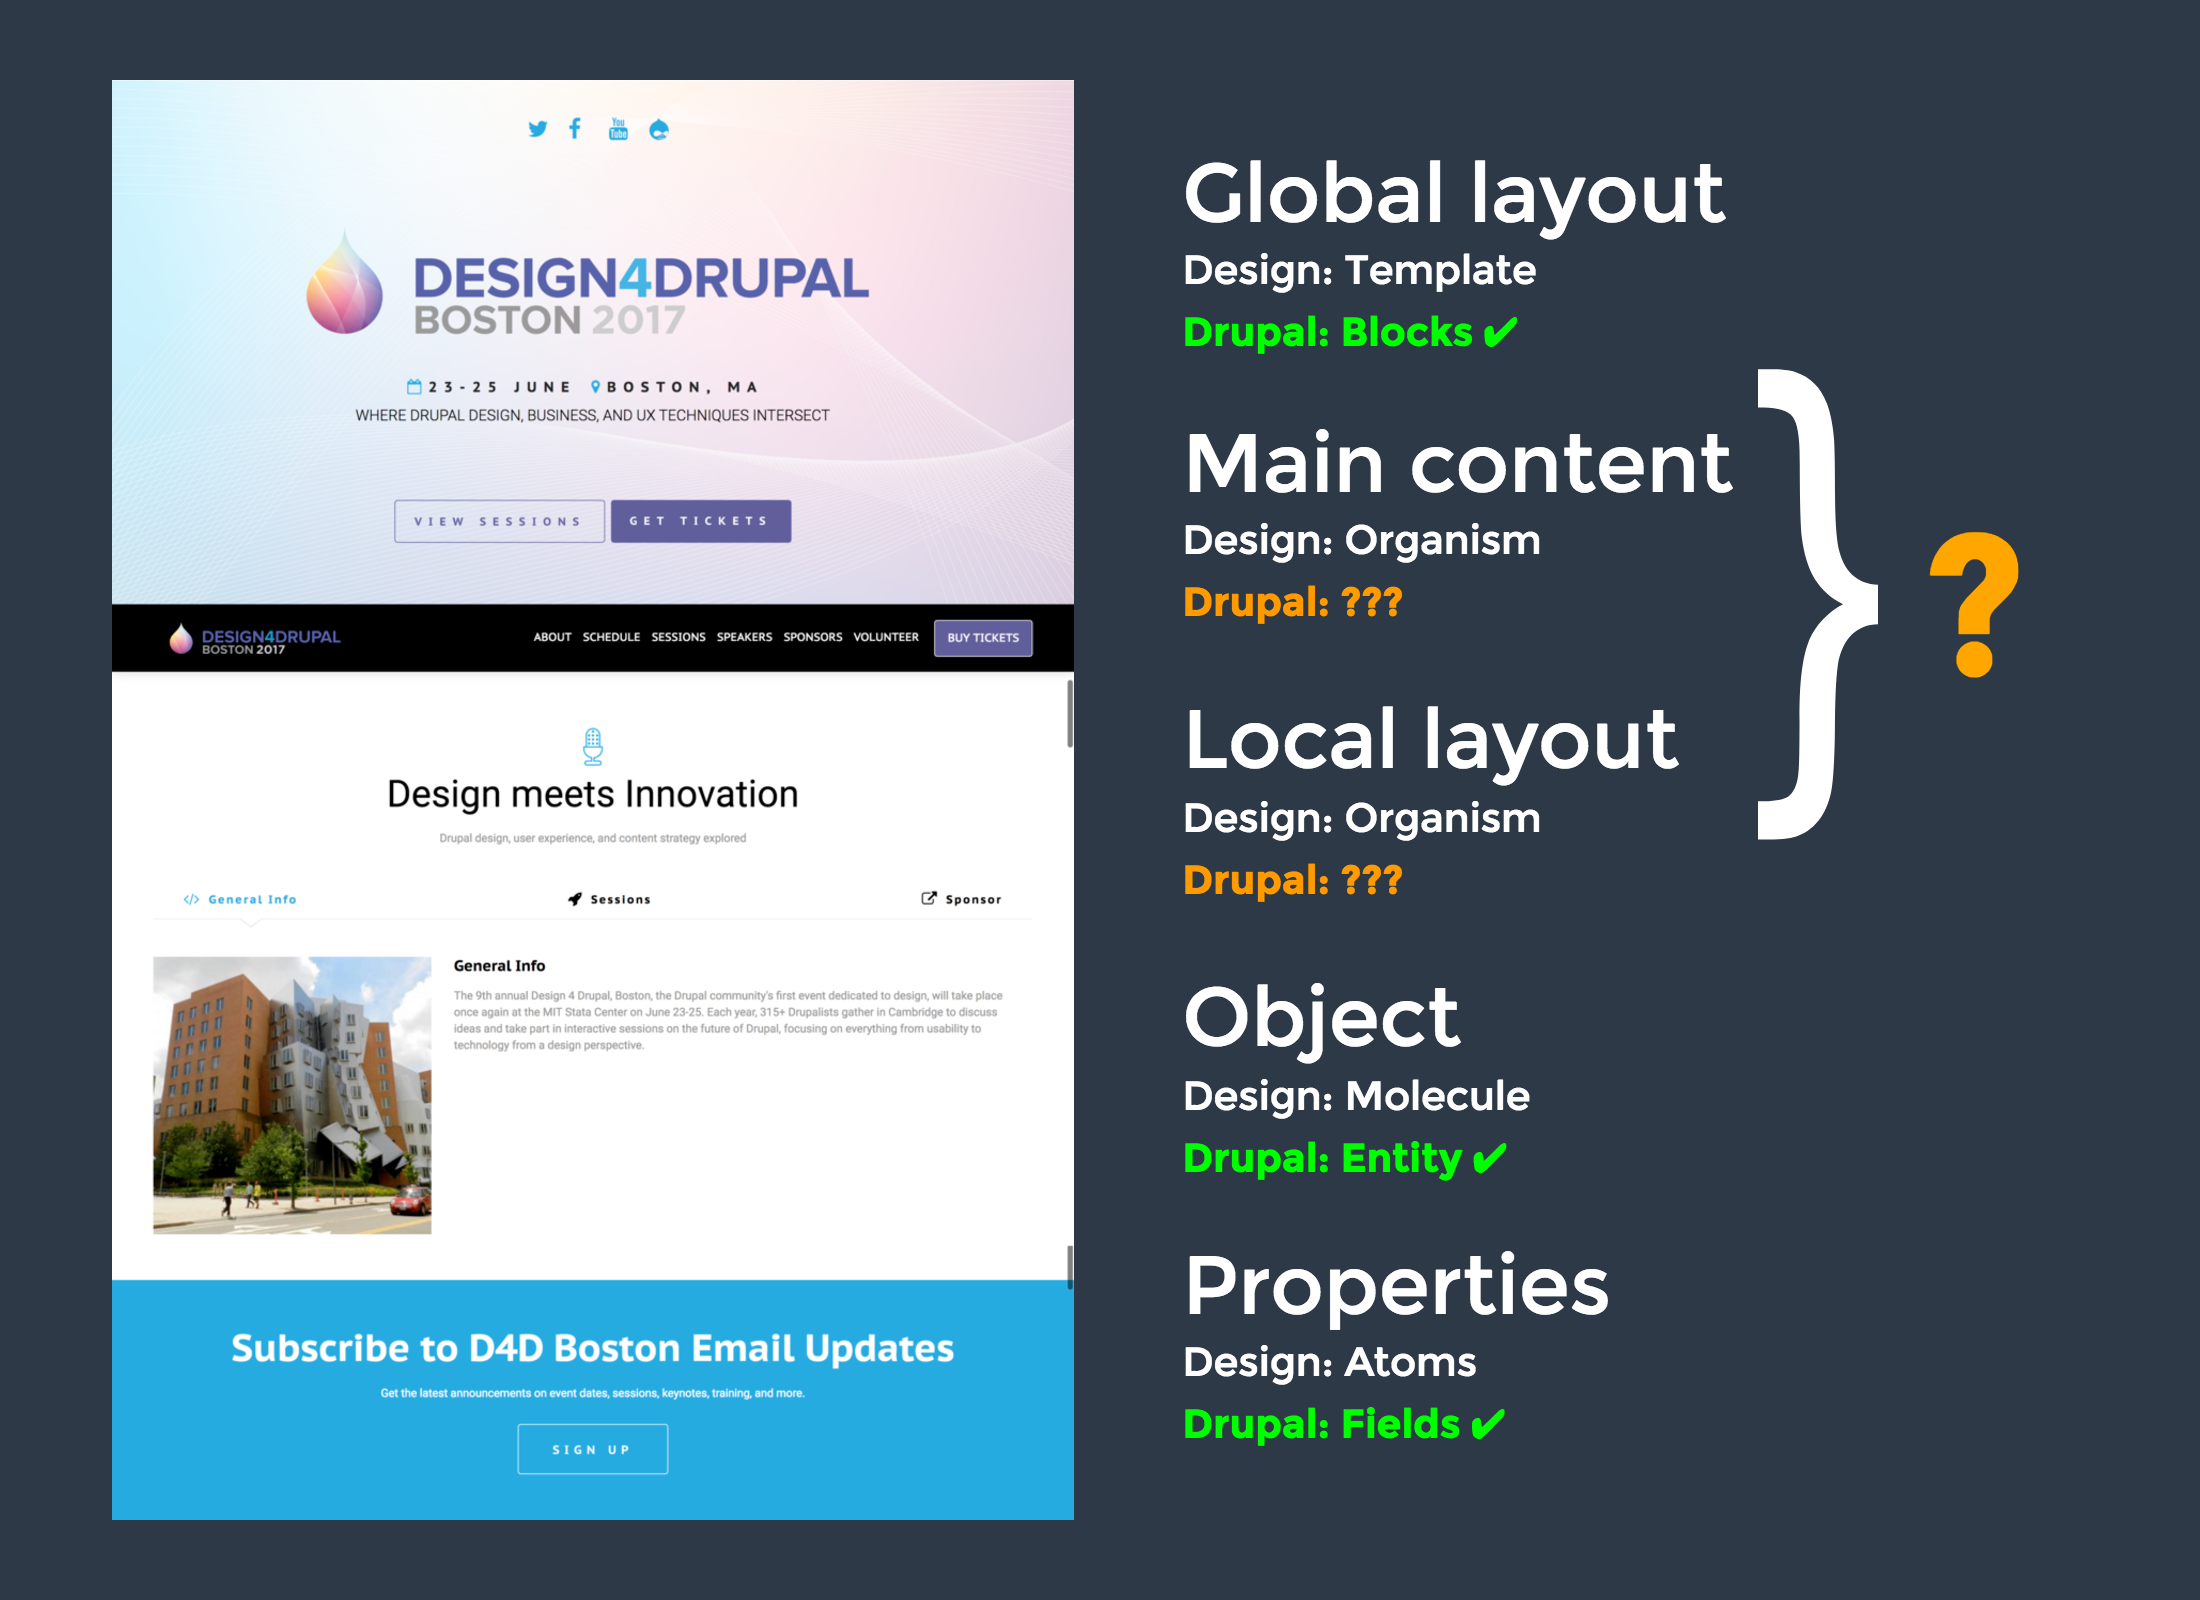 You
Tube
DESIGN4DRUPAL
BOSTON 2017
23-25 JUNE BOSTON, MA
WHERE DRUPAL DESIGN, BUSINESS, AND UX TECHNIQUES INTERSECT
VIEW SESSIONS GET TICKETS
DESIGN4DRUPAL
BOSTON 2017
ABOUT SCHEDULE SESSIONS SPEAKERS SPONSORS VOLUNTEER BUY TICKETS
Design meets Innovation
Drupal design, user experience, and content strategy explored
</> General Info Sessions Sponsor
General Info
The 9th annual Design 4 Drupal, Boston, the Drupal community's first event dedicated to design, will take place
once again at the MIT Stata Center on June 23-25. Each year, 315+ Drupalists gather in Cambridge to discuss
ideas and take part in interactive sessions on the future of Drupal, focusing on everything from usability to
technology from a design perspective.
Subscribe to D4D Boston Email Updates
Get the latest announcements on event dates, sessions, keynotes, training, and more.
SIGN UP
Global layout
Design: Template
Drupal: Blocks ✔
Main content
Design: Organism
Drupal: ???
Local layout
Design: Organism
Drupal: ???
} ?
Object
Design: Molecule
Drupal: Entity ✔
Properties
Design: Atoms
Drupal: Fields ✔